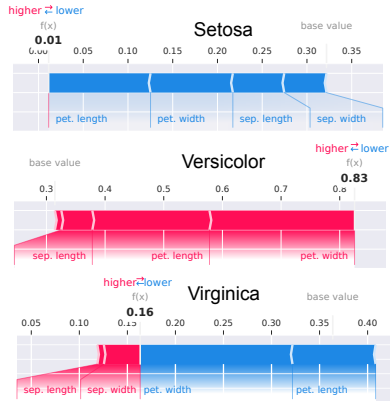 higher ⇄ lower
f(x) Setosa base value
0.01
0.00 0.05 0.10 0.15 0.20 0.25 0.30 0.35
pet. length pet. width sep. length sep. width
higher ⇄ lower
base value Versicolor f(x)
0.83
0.3 0.4 0.5 0.6 0.7 0.8
sep. length pet. length pet. width
higher ⇄ lower
f(x) Virginica base value
0.16
0.05 0.10 0.15 0.20 0.25 0.30 0.35 0.40
sep. length sep. width pet. width pet. length